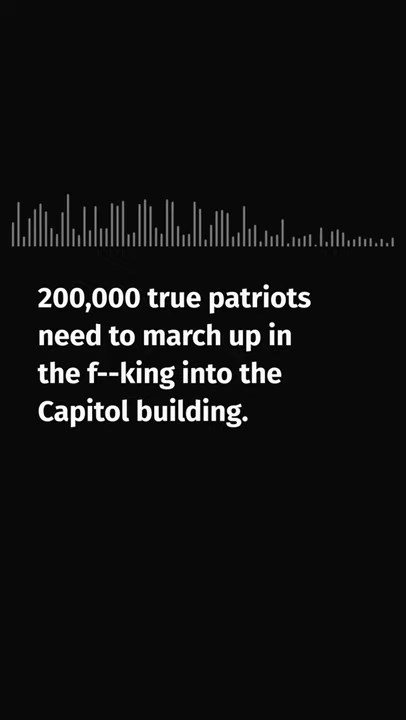 200,000 true patriots
need to march up in
the f--king into the
Capitol building.